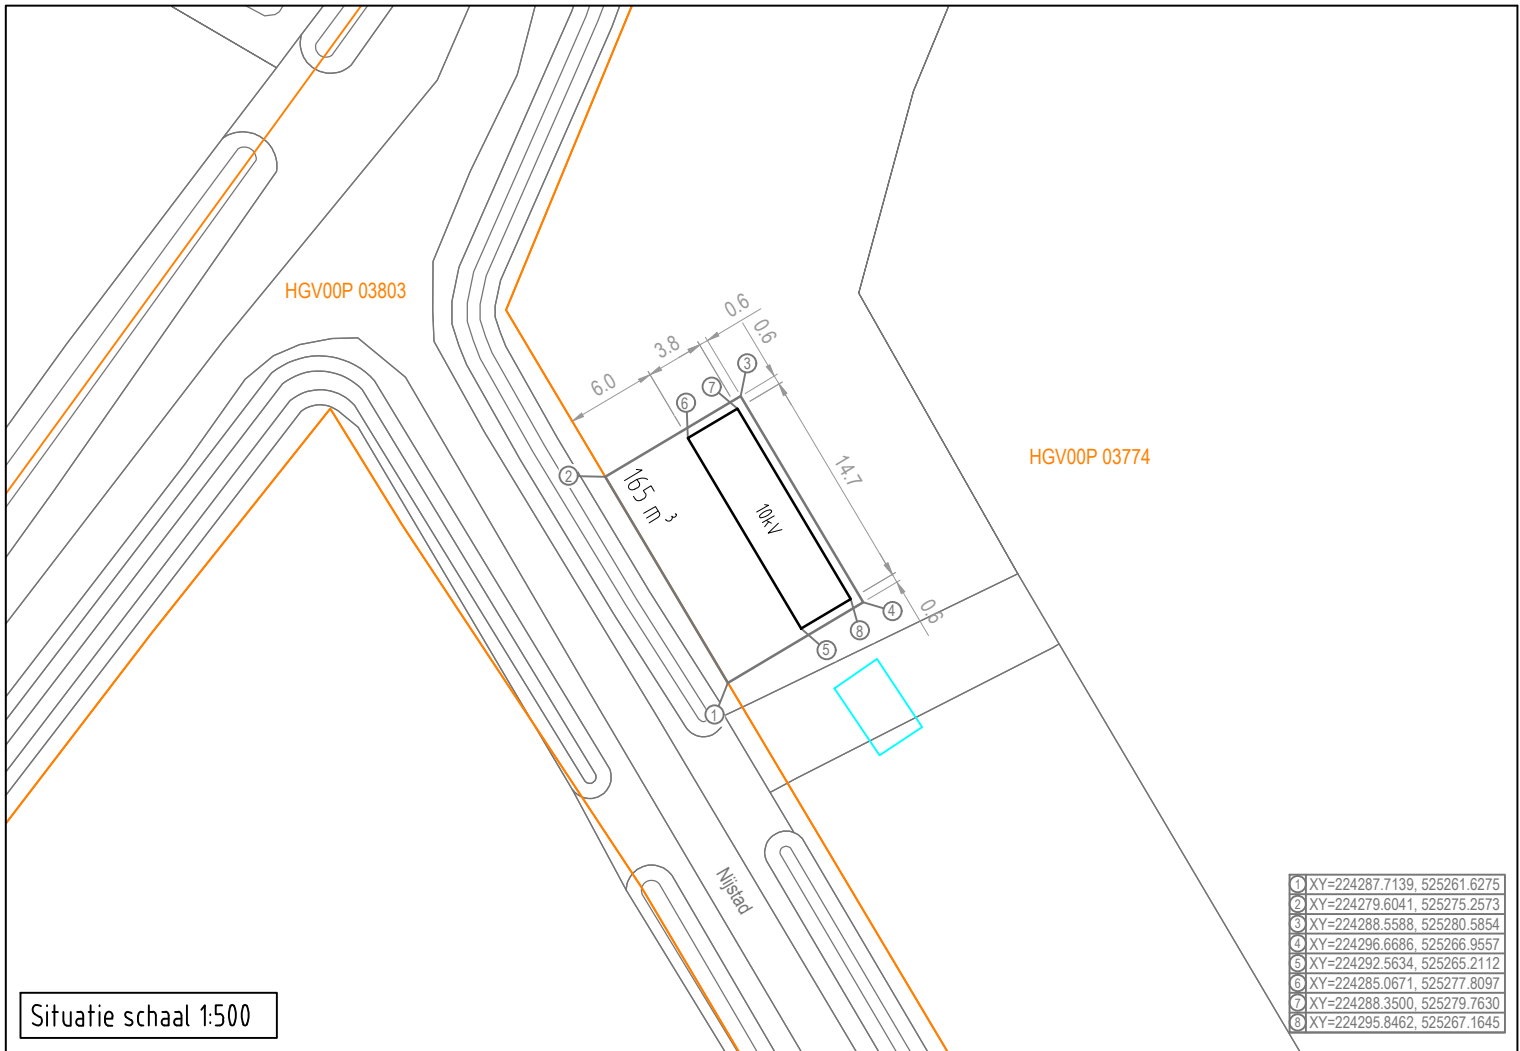 HGV00P 03803
0.6
0.6
3.8
6.0
3
7
6
2
14.7
HGV00P 03774
165 m³
10kV
0.6
4
8
5
1
Nijstad
1 XY=224287.7139, 525261.6275
2 XY=224279.6041, 525275.2573
3 XY=224288.5588, 525280.5854
4 XY=224296.6686, 525266.9557
5 XY=224292.5634, 525265.2112
6 XY=224285.0671, 525277.8097
7 XY=224288.3500, 525279.7630
8 XY=224295.8462, 525267.1645
Situatie schaal 1:500